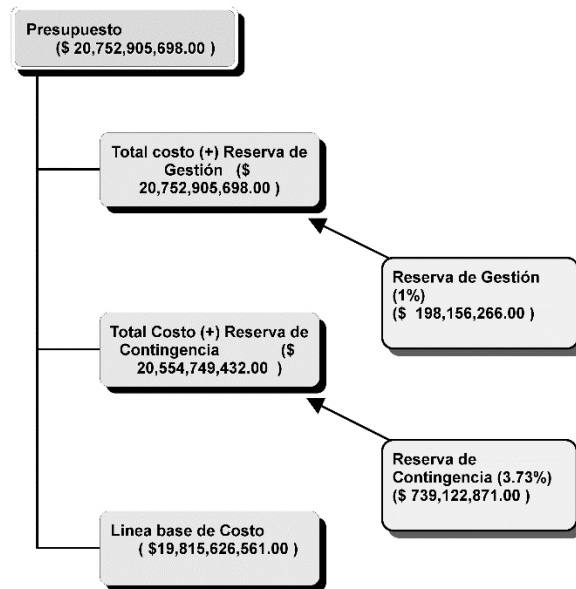 Presupuesto
($ 20,752,905,698.00 )
Total costo (+) Reserva de
Gestión ($
20,752,905,698.00 )
Reserva de Gestión
(1%)
($ 198,156,266.00 )
Total Costo (+) Reserva de
Contingencia ($
20,554,749,432.00 )
Reserva de
Contingencia (3.73%)
($ 739,122,871.00 )
Linea base de Costo
( $19,815,626,561.00 )